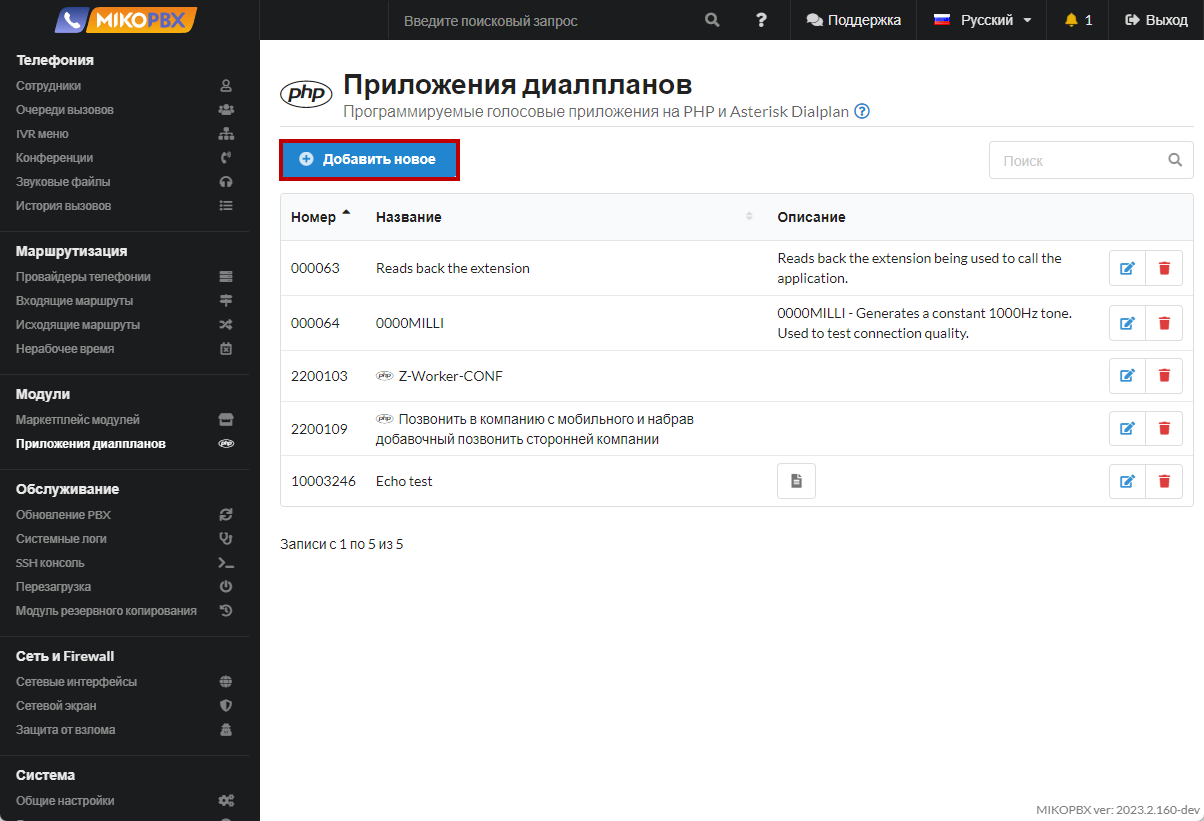 MIKOPBX
Введите поисковый запрос
?
Поддержка
Русский
1
Выход
Телефония
Сотрудники
Очереди вызовов
IVR меню
Конференции
Звуковые файлы
История вызовов
Маршрутизация
Провайдеры телефонии
Входящие маршруты
Исходящие маршруты
Нерабочее время
Модули
Маркетплейс модулей
Приложения диалпланов
php
Обслуживание
Обновление PBX
Системные логи
SSH консоль
Перезагрузка
Модуль резервного копирования
Сеть и Firewall
Сетевые интерфейсы
Сетевой экран
Защита от взлома
Система
Общие настройки
php
Приложения диалпланов
Программируемые голосовые приложения на PHP и Asterisk Dialplan ?
Добавить новое
Поиск
Номер Название Описание
000063 Reads back the extension
Reads back the extension being used to call the
application.
000064 0000MILLI
0000MILLI - Generates a constant 1000Hz tone.
Used to test connection quality.
2200103 php Z-Worker-CONF
2200109
php Позвонить в компанию с мобильного и набрав
добавочный позвонить сторонней компании
10003246 Echo test
Записи с 1 по 5 из 5
MIKOPBX ver: 2023.2.160-dev